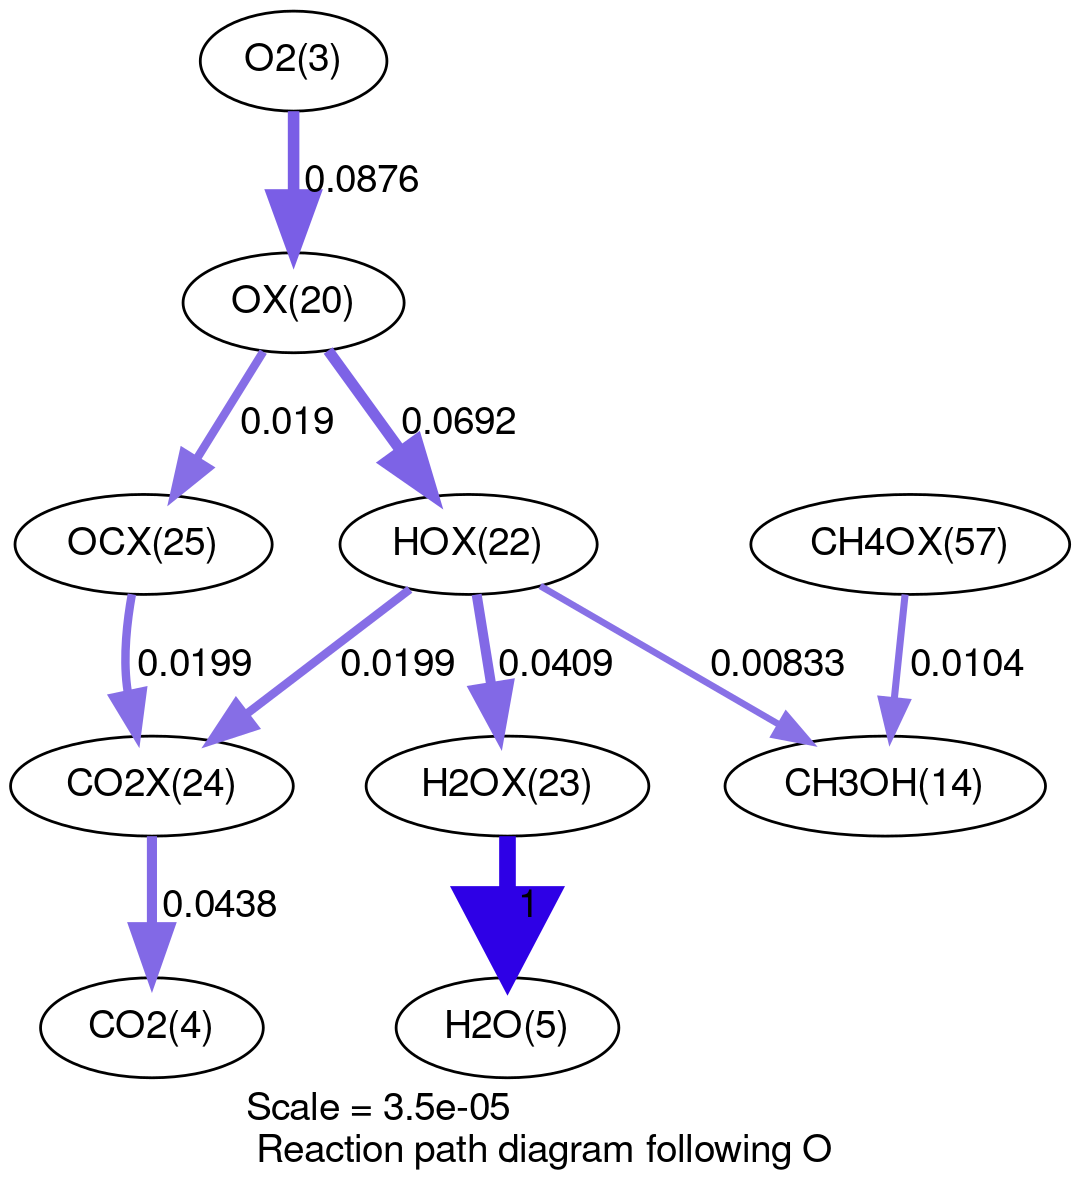 O2(3)
0.0876
OX(20)
0.019
0.0692
OCX(25)
HOX(22)
CH4OX(57)
0.0199
0.0199
0.0409
0.00833
0.0104
CO2X(24)
H2OX(23)
CH3OH(14)
0.0438
1
CO2(4)
H2O(5)
Scale = 3.5e-05
Reaction path diagram following O